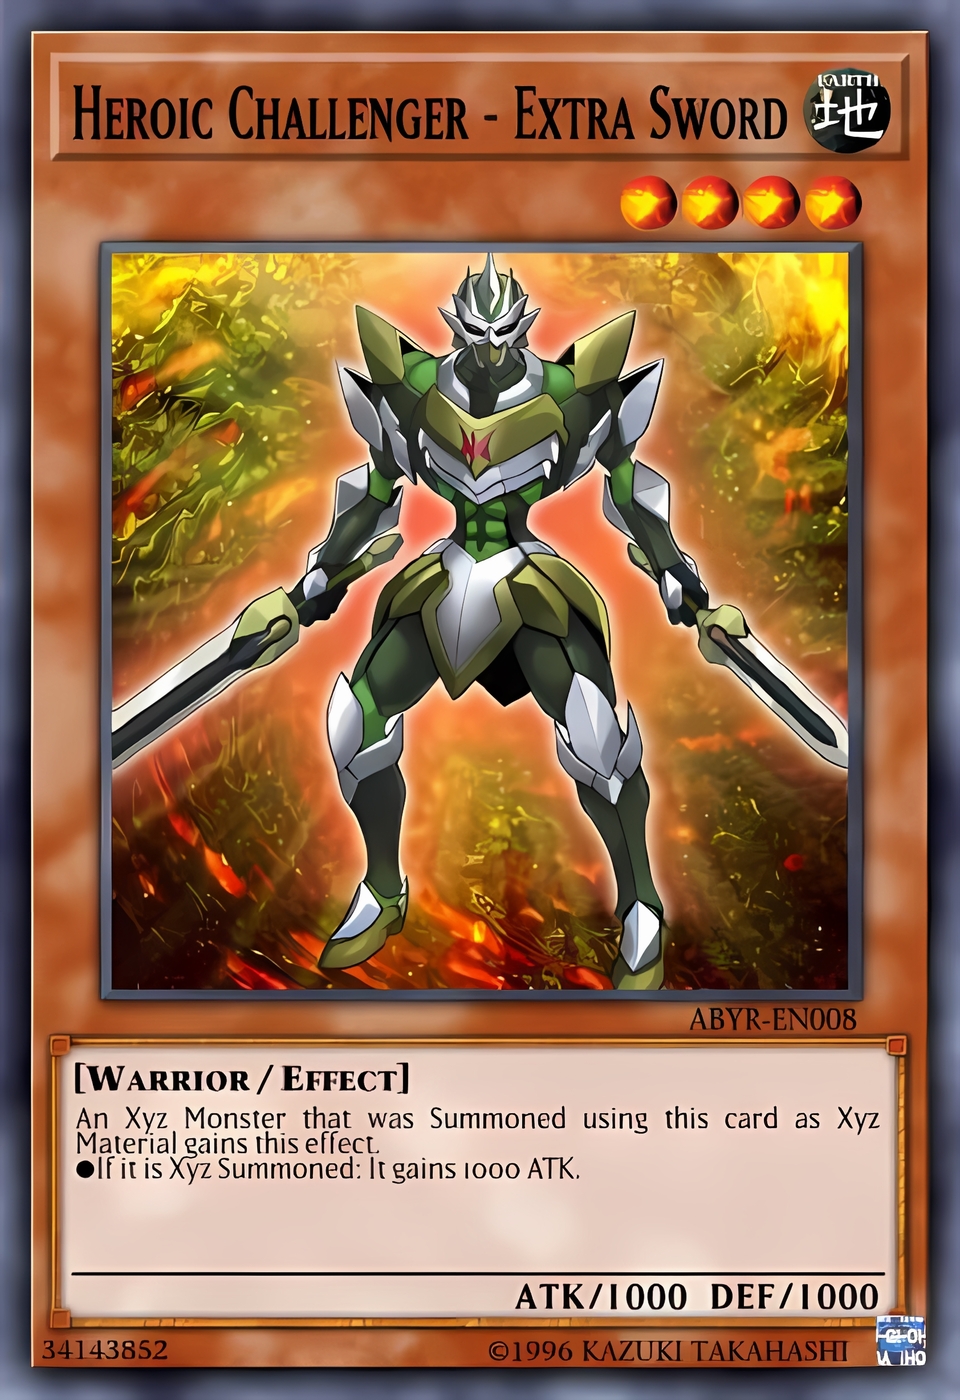 HEROIC CHALLENGER - EXTRA SWORD
EARTH
地
ABYR-EN008
[WARRIOR / EFFECT]
An Xyz Monster that was Summoned using this card as Xyz
Material gains this effect.
●If it is Xyz Summoned: It gains 1000 ATK.
ATK/1000 DEF/1000
34143852
©1996 KAZUKI TAKAHASHI